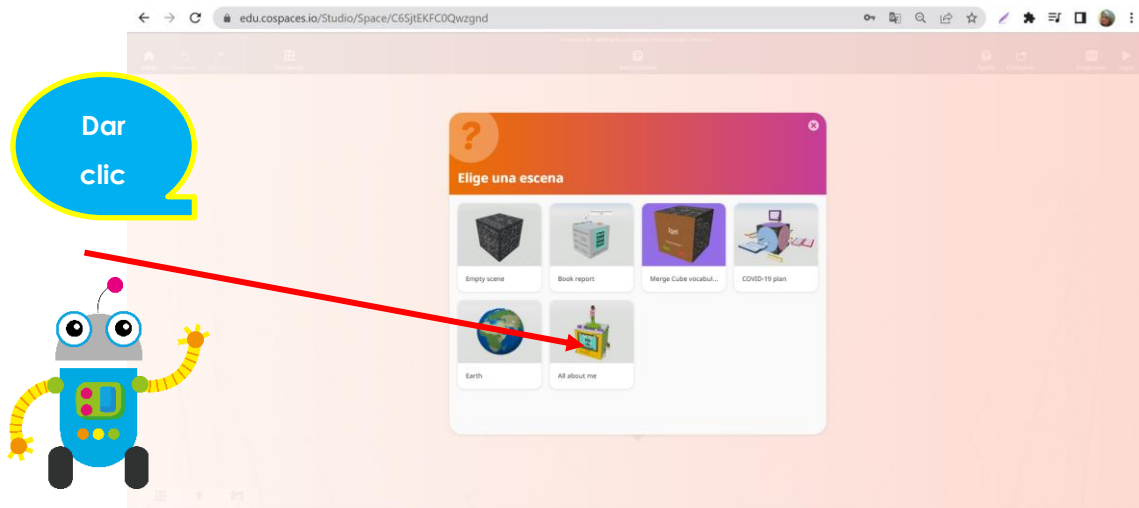 edu.cospaces.io/Studio/Space/C6SjtEKFC0Qwzgnd
Dar
clic
Elige una escena
Empty scene
Book report
Merge Cube vocabul...
COVID-19 plan
Earth
All about me